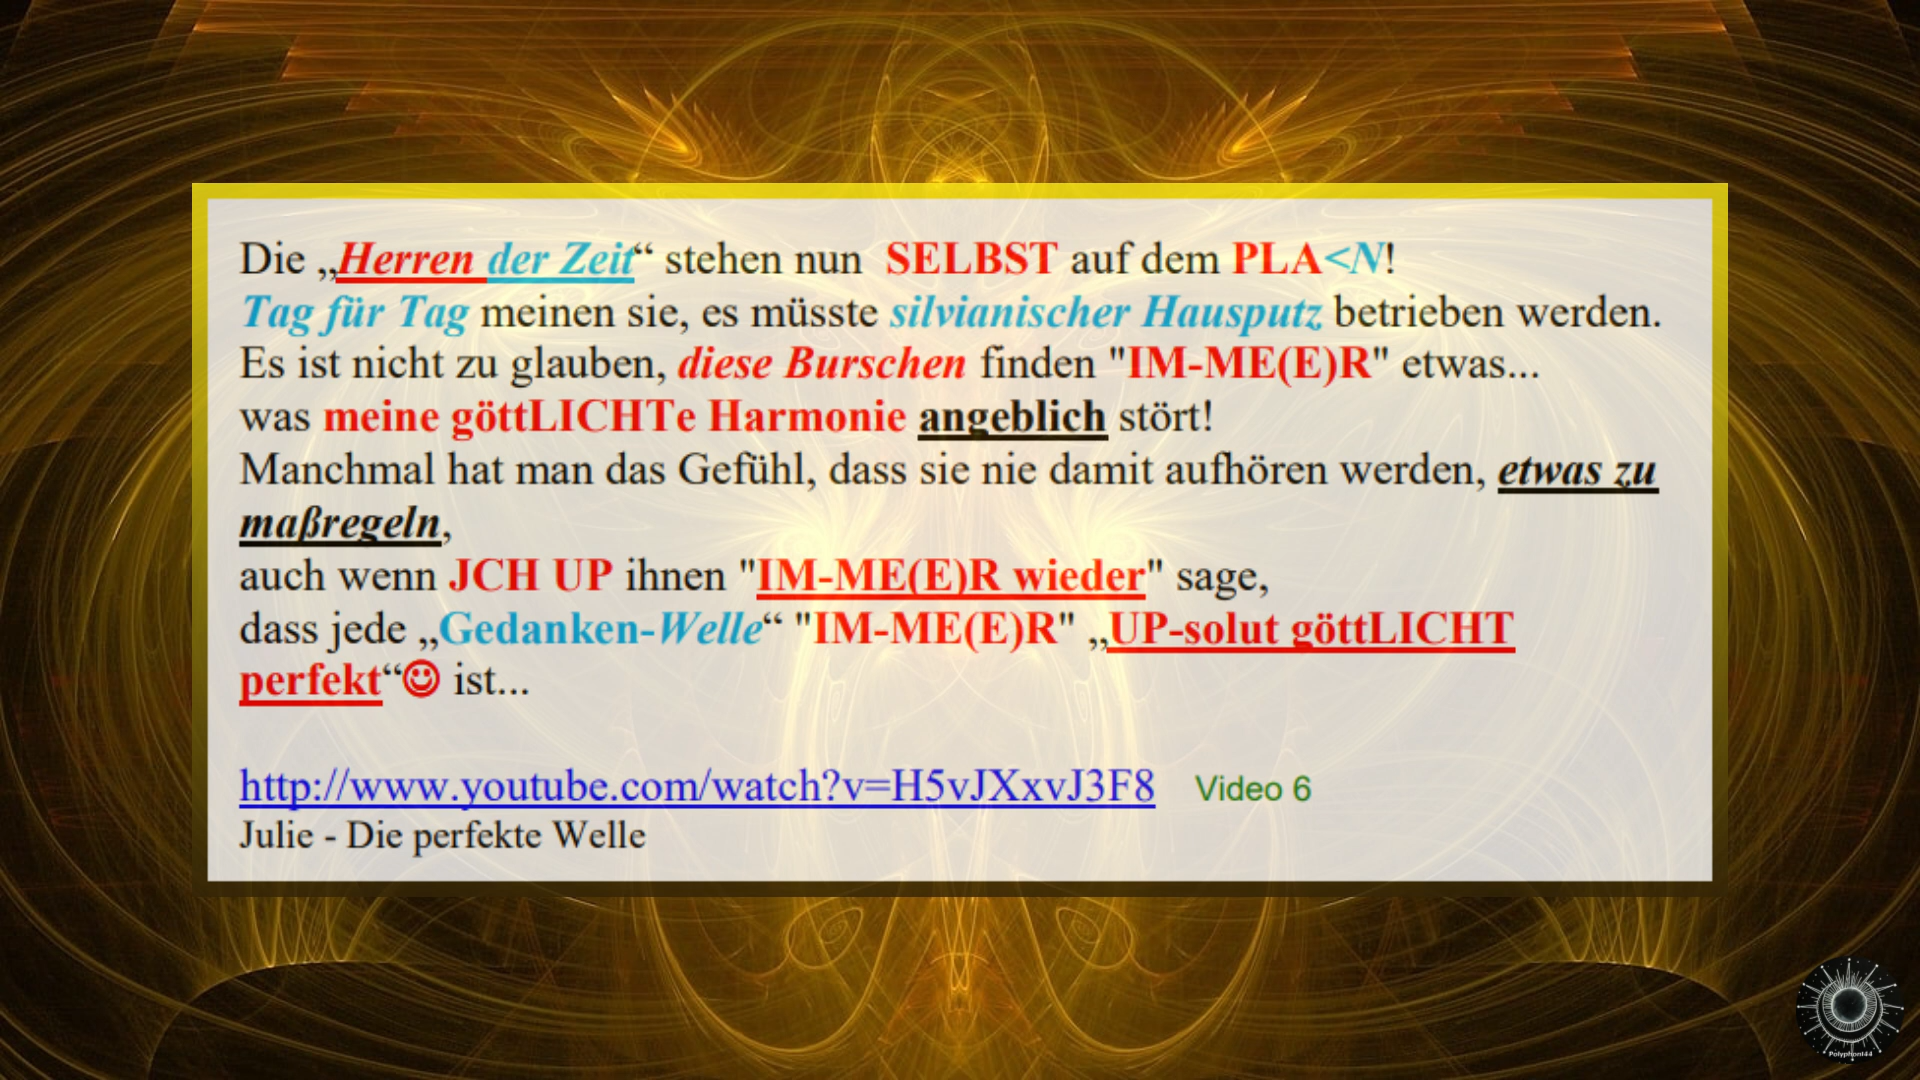 Die „Herren der Zeit“ stehen nun SELBST auf dem PLA<N!
Tag für Tag meinen sie, es müsste silvianischer Hausputz betrieben werden.
Es ist nicht zu glauben, diese Burschen finden "IM-ME(E)R" etwas...
was meine göttLICHTe Harmonie angeblich stört!
Manchmal hat man das Gefühl, dass sie nie damit aufhören werden, etwas zu
maßregeln,
auch wenn JCH UP ihnen "IM-ME(E)R wieder" sage,
dass jede „Gedanken-Welle“ "IM-ME(E)R" „UP-solut göttLICHT
perfekt“☺ ist...
http://www.youtube.com/watch?v=H5vJXxvJ3F8 Video 6
Julie - Die perfekte Welle
Polyphoni44